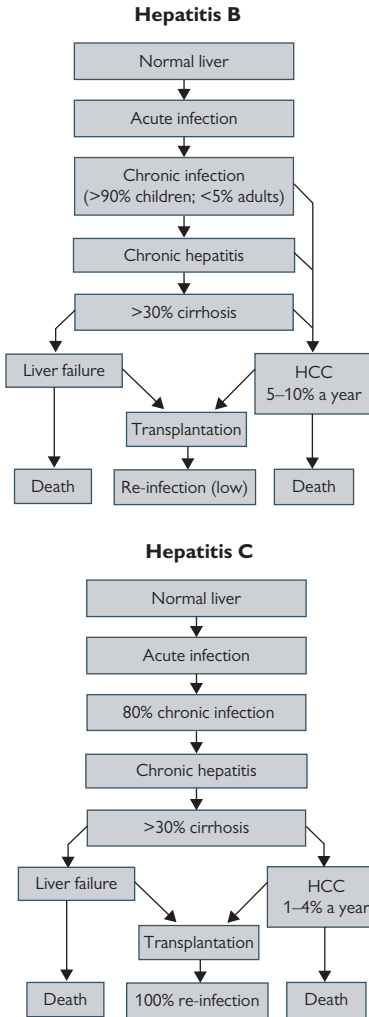 Hepatitis B
Normal liver
Acute infection
Chronic infection
(>90% children; <5% adults)
Chronic hepatitis
>30% cirrhosis
Liver failure
HCC
5–10% a year
Transplantation
Death
Re-infection (low)
Death
Hepatitis C
Normal liver
Acute infection
80% chronic infection
Chronic hepatitis
>30% cirrhosis
Liver failure
HCC
1–4% a year
Transplantation
Death
100% re-infection
Death